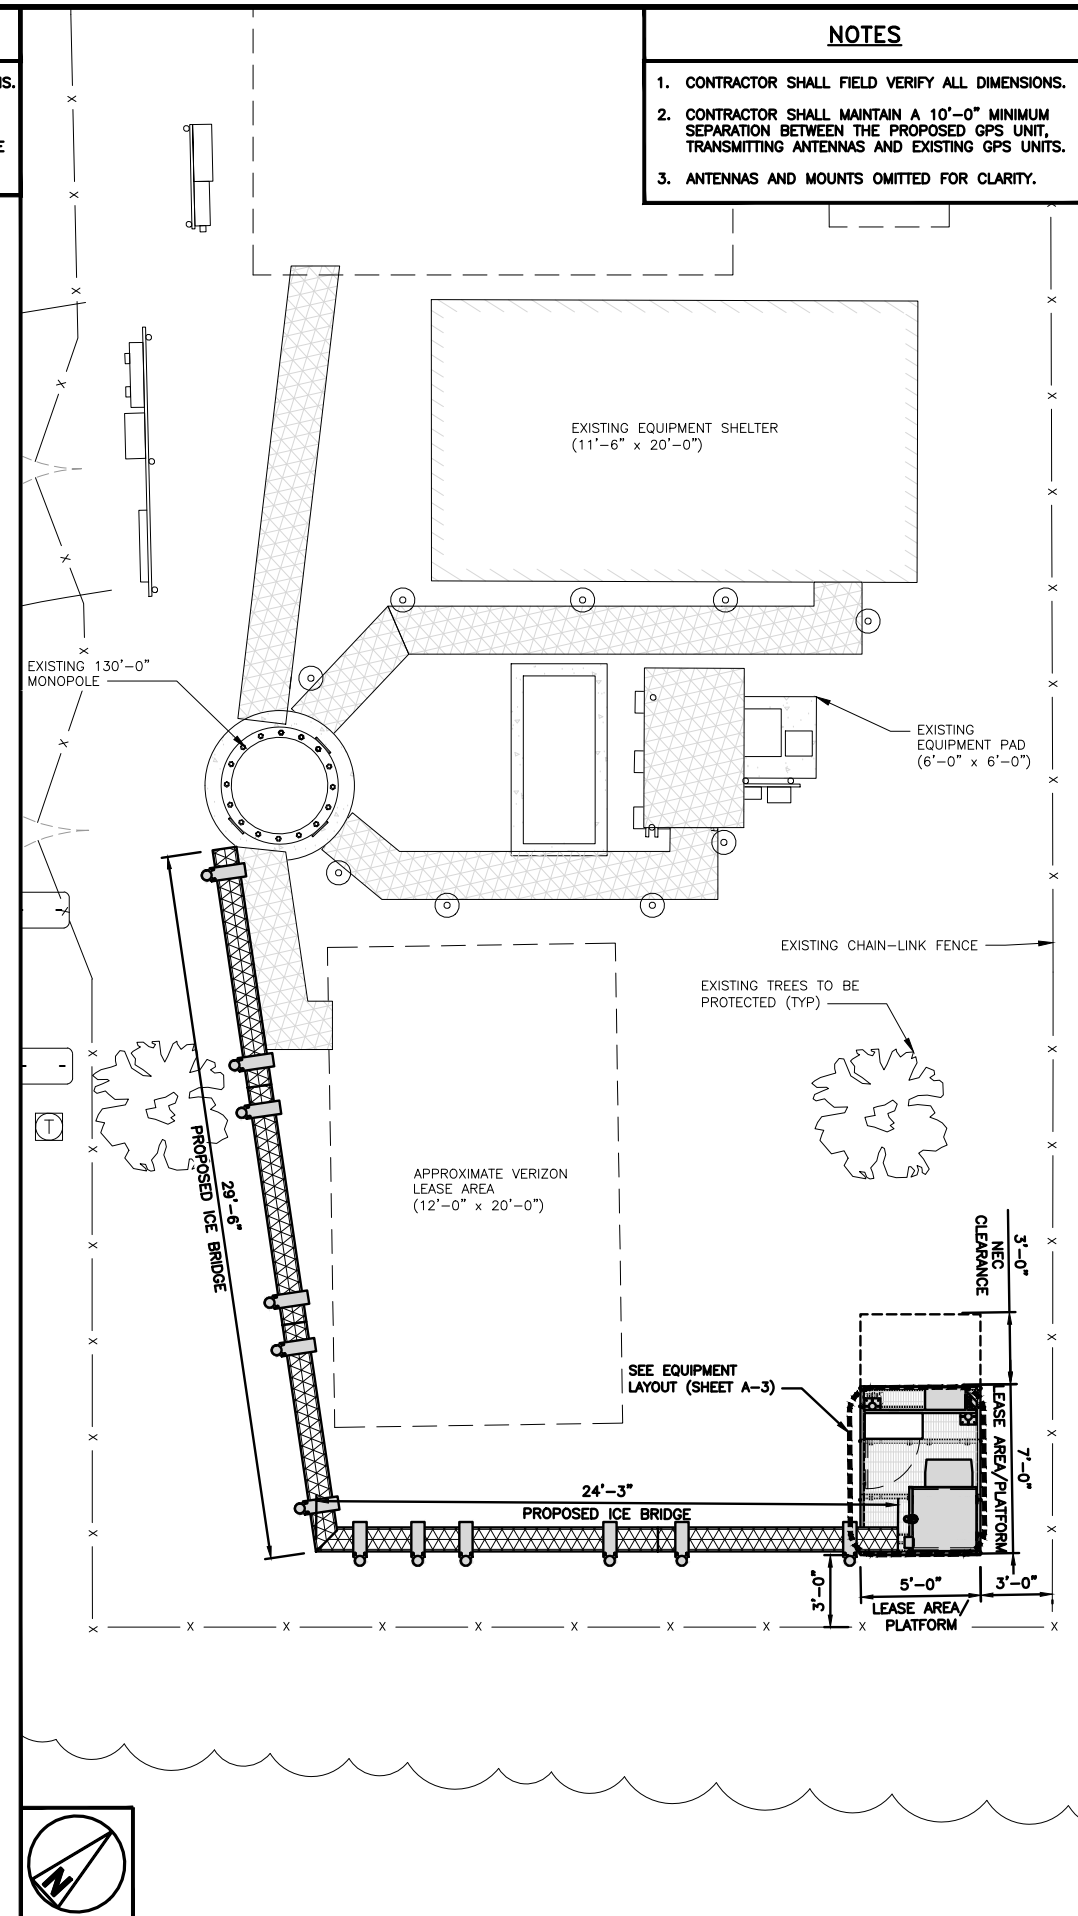 NOTES
1. CONTRACTOR SHALL FIELD VERIFY ALL DIMENSIONS.
2. CONTRACTOR SHALL MAINTAIN A 10'-0" MINIMUM
SEPARATION BETWEEN THE PROPOSED GPS UNIT,
TRANSMITTING ANTENNAS AND EXISTING GPS UNITS.
3. ANTENNAS AND MOUNTS OMITTED FOR CLARITY.
EXISTING EQUIPMENT SHELTER
(11'-6" x 20'-0")
EXISTING 130'-0"
MONOPOLE
EXISTING
EQUIPMENT PAD
(6'-0" x 6'-0")
EXISTING CHAIN-LINK FENCE
EXISTING TREES TO BE
PROTECTED (TYP)
T
29'-6"
PROPOSED ICE BRIDGE
APPROXIMATE VERIZON
LEASE AREA
(12'-0" x 20'-0")
3'-0"
NEC
CLEARANCE
SEE EQUIPMENT
LAYOUT (SHEET A-3)
7'-0"
LEASE AREA/PLATFORM
24'-3"
PROPOSED ICE BRIDGE
3'-0"
5'-0"
LEASE AREA/
PLATFORM
3'-0"
N